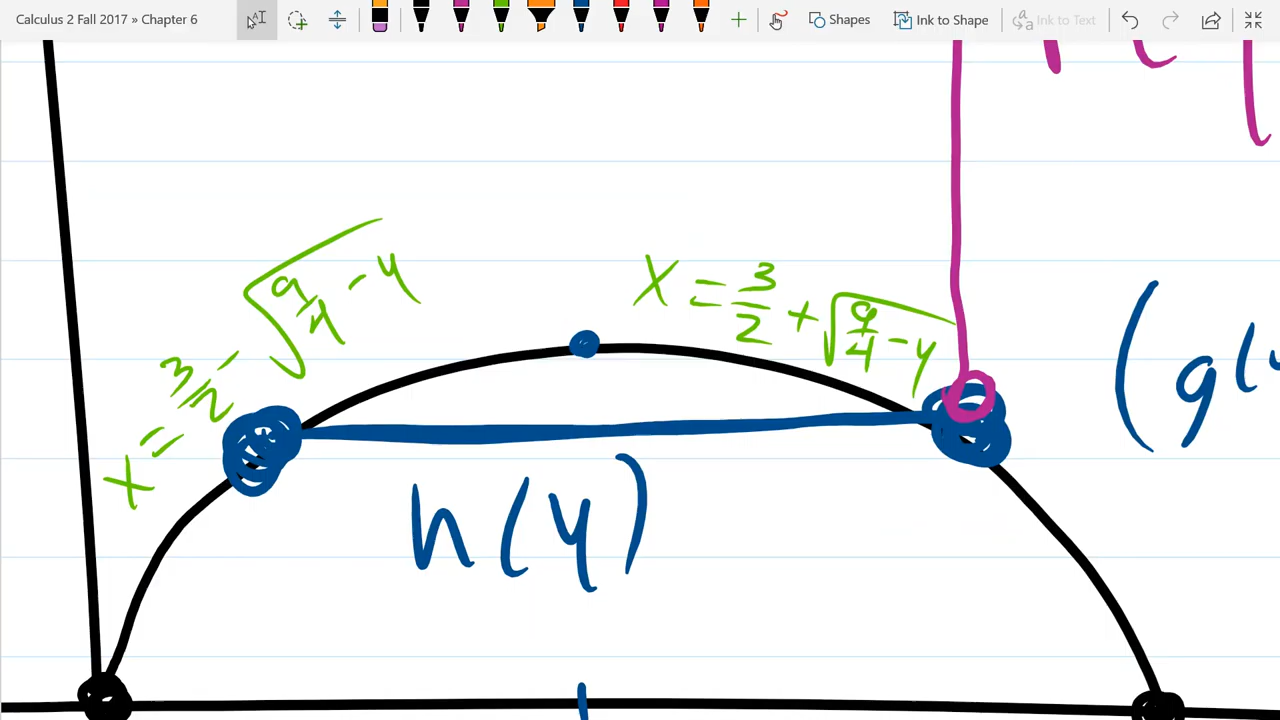 Calculus 2 Fall 2017 » Chapter 6
Shapes
Ink to Shape
Ink to Text
x = 3/2 - √(9/4 - y)
x = 3/2 + √(9/4 - y)
h(y)
(g(